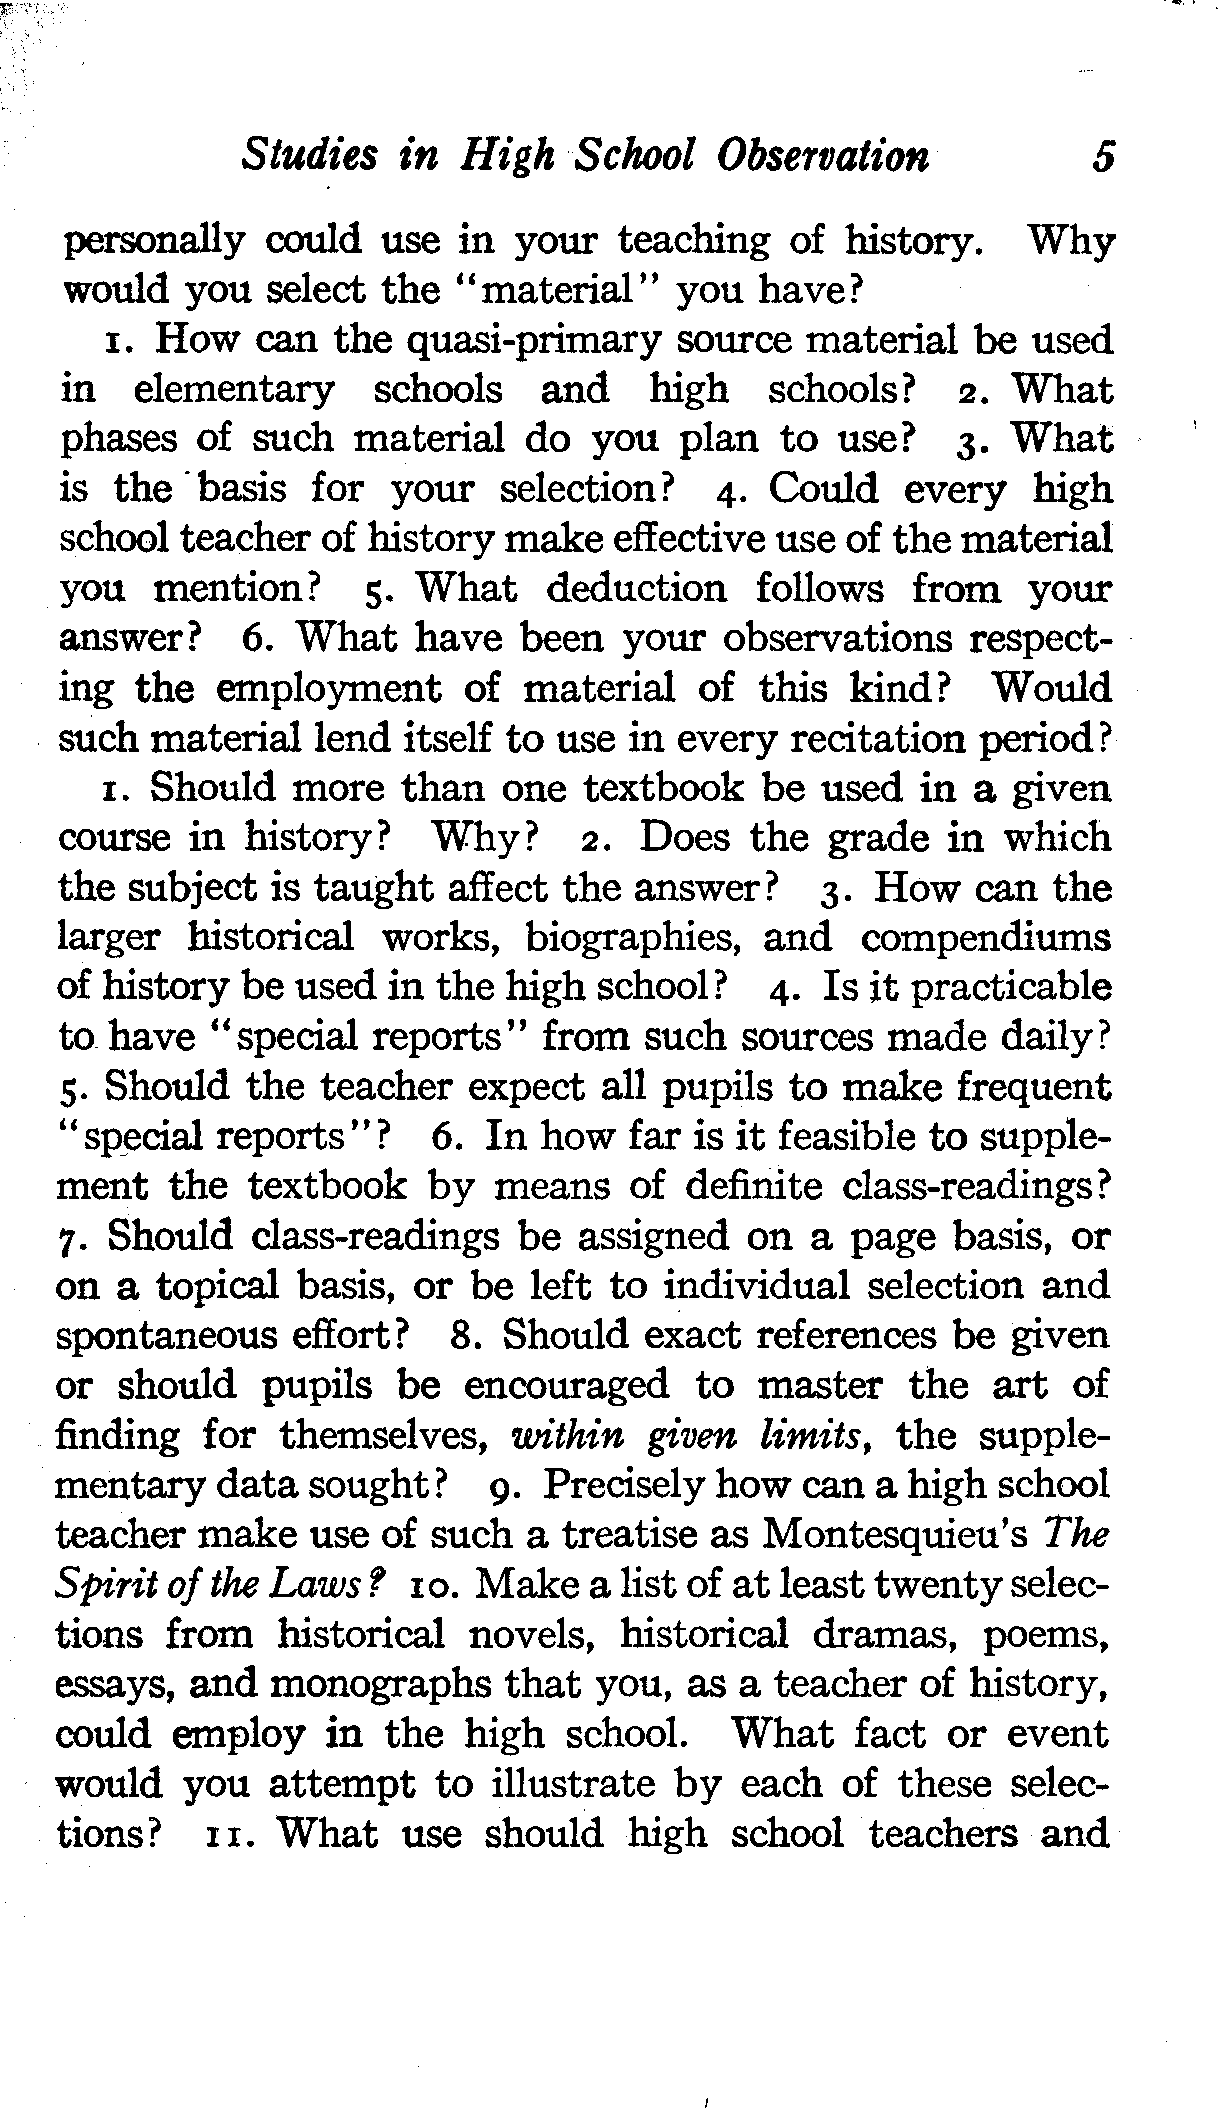 Studies in High School Observation 5
personally could use in your teaching of history. Why
would you select the "material" you have?
1. How can the quasi-primary source material be used
in elementary schools and high schools? 2. What
phases of such material do you plan to use? 3. What
is the basis for your selection? 4. Could every high
school teacher of history make effective use of the material
you mention? 5. What deduction follows from your
answer? 6. What have been your observations respect-
ing the employment of material of this kind? Would
such material lend itself to use in every recitation period?
1. Should more than one textbook be used in a given
course in history? Why? 2. Does the grade in which
the subject is taught affect the answer? 3. How can the
larger historical works, biographies, and compendiums
of history be used in the high school? 4. Is it practicable
to have "special reports" from such sources made daily?
5. Should the teacher expect all pupils to make frequent
"special reports"? 6. In how far is it feasible to supple-
ment the textbook by means of definite class-readings?
7. Should class-readings be assigned on a page basis, or
on a topical basis, or be left to individual selection and
spontaneous effort? 8. Should exact references be given
or should pupils be encouraged to master the art of
finding for themselves, within given limits, the supple-
mentary data sought? 9. Precisely how can a high school
teacher make use of such a treatise as Montesquieu's The
Spirit of the Laws? 10. Make a list of at least twenty selec-
tions from historical novels, historical dramas, poems,
essays, and monographs that you, as a teacher of history,
could employ in the high school. What fact or event
would you attempt to illustrate by each of these selec-
tions? 11. What use should high school teachers and